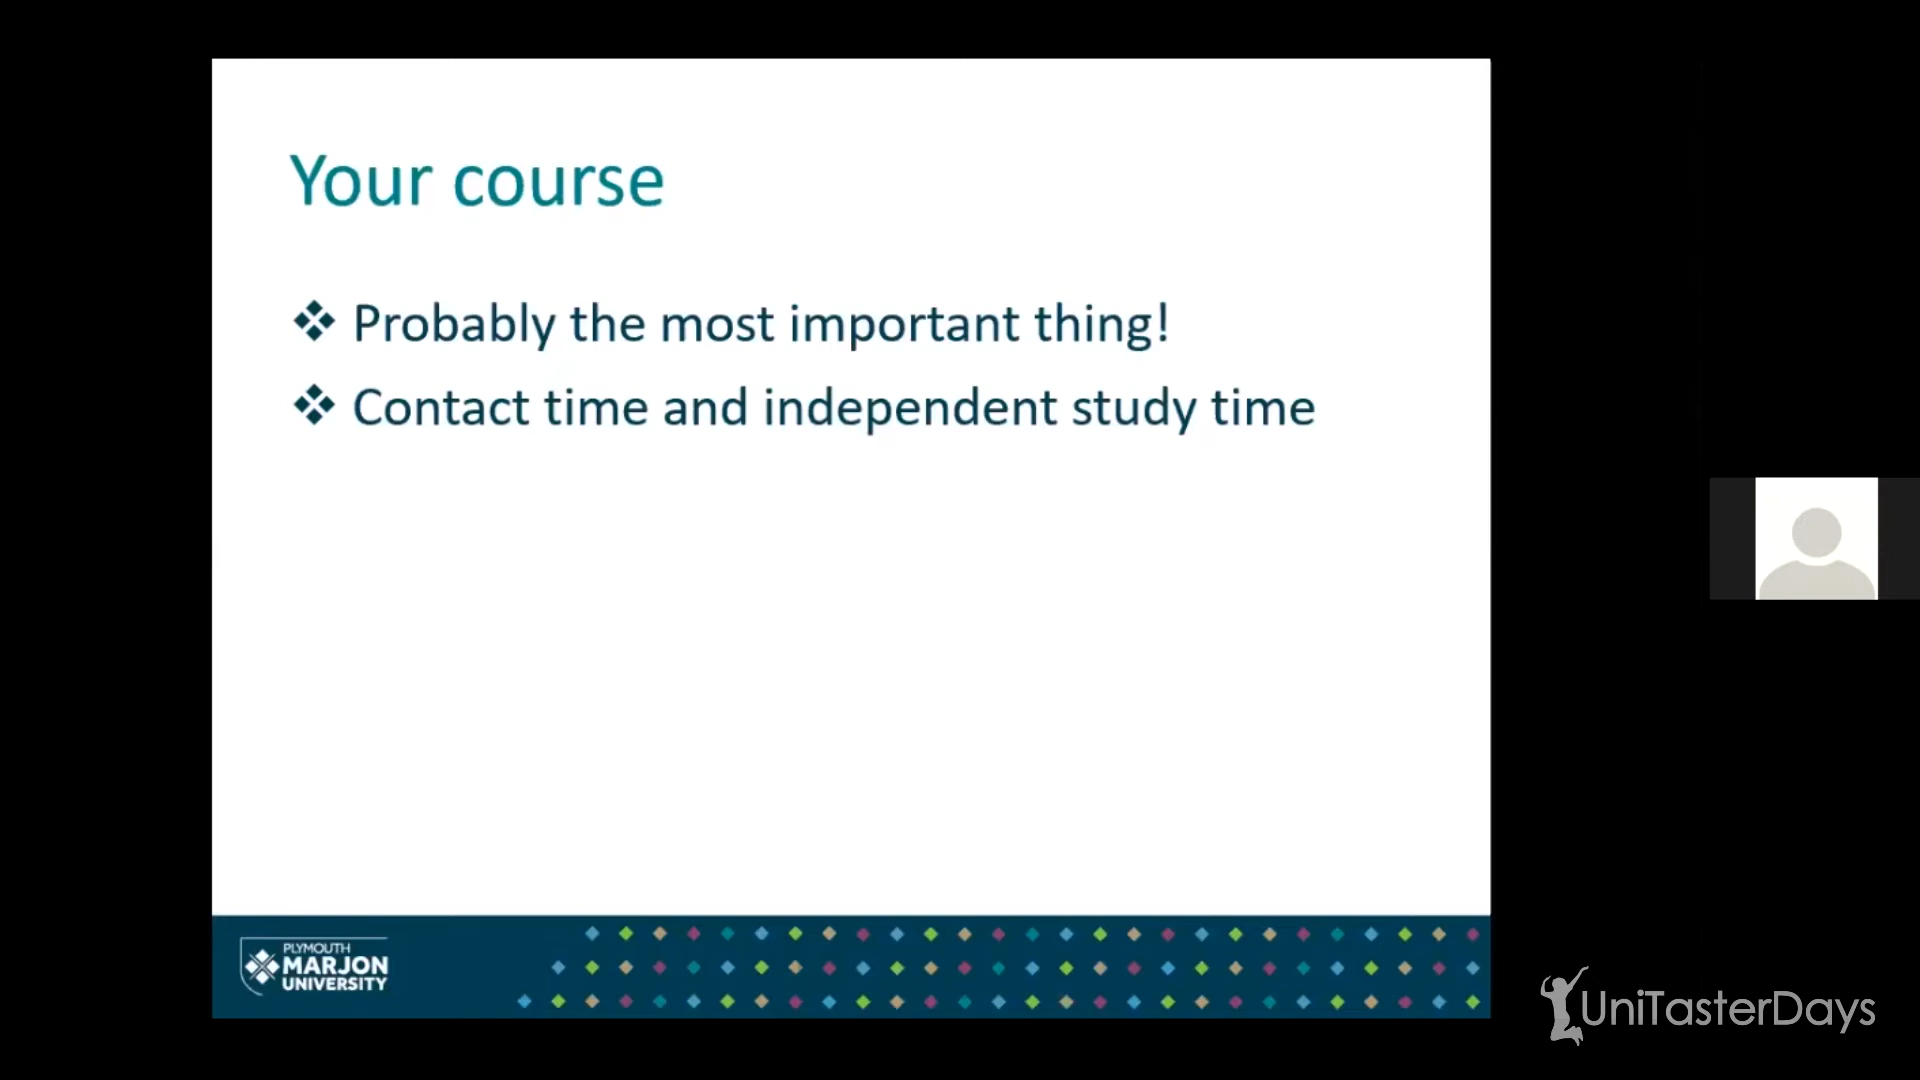 Your course
❖ Probably the most important thing!
❖ Contact time and independent study time
PLYMOUTH
MARJON
UNIVERSITY
UniTasterDays